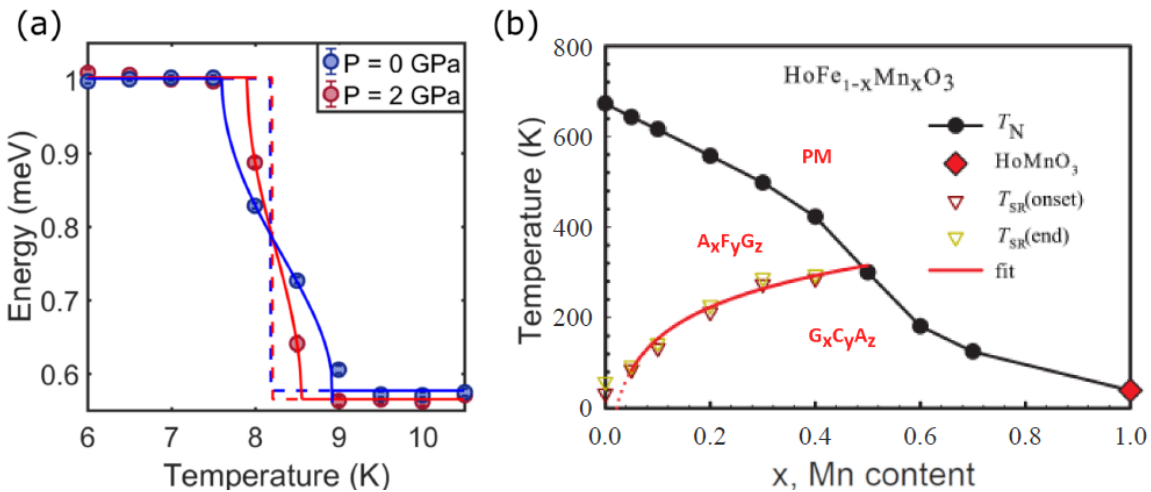 (a)
P = 0 GPa
P = 2 GPa
1
0.9
0.8
0.7
0.6
Energy (meV)
6 7 8 9 10
Temperature (K)
(b)
800
600
400
200
0
Temperature (K)
HoFe1-xMnxO3
TN
HoMnO3
TSR(onset)
TSR(end)
fit
PM
AxFyGz
GxCyAz
0.0 0.2 0.4 0.6 0.8 1.0
x, Mn content